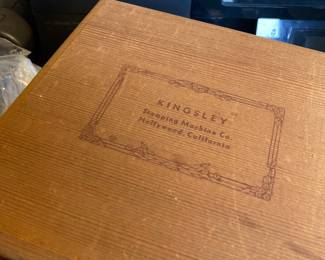 KINGSLEY
Stamping Machine Co.
Hollywood, California